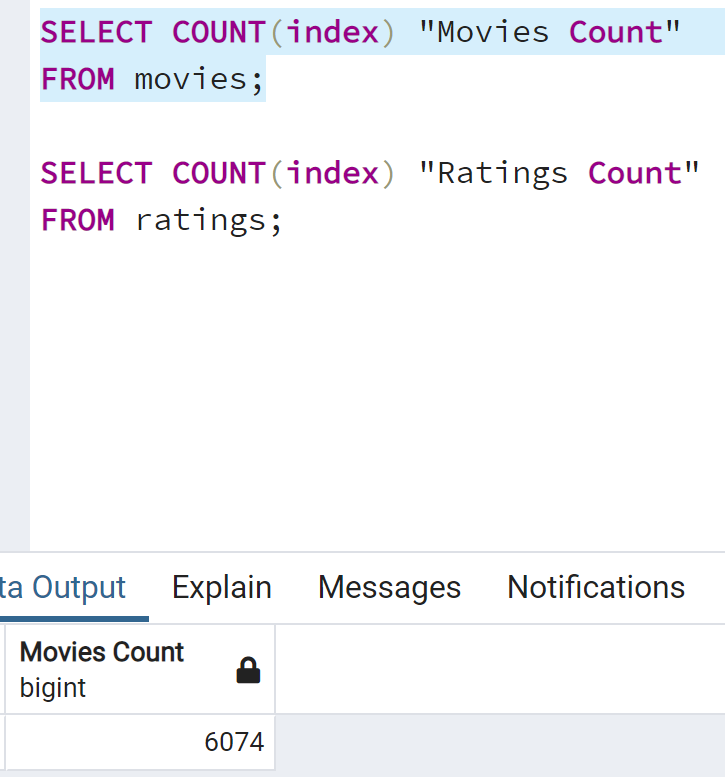 SELECT COUNT(index) "Movies Count"
FROM movies;
SELECT COUNT(index) "Ratings Count"
FROM ratings;
ta Output Explain Messages Notifications
Movies Count
bigint
6074